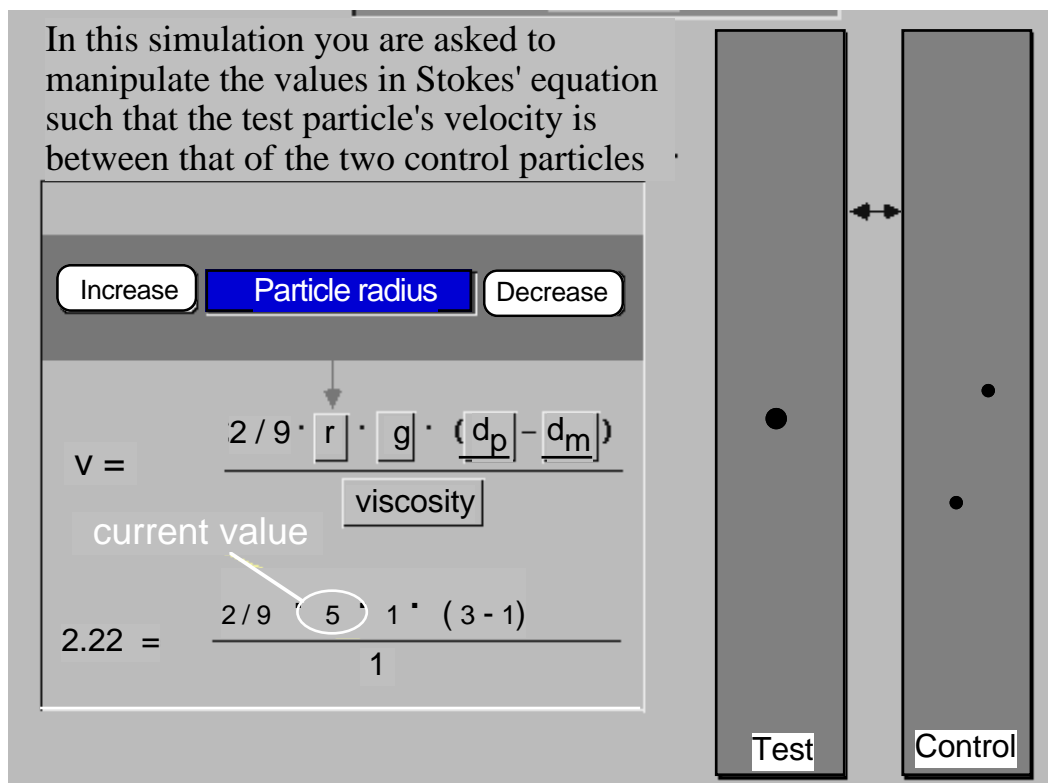 In this simulation you are asked to
manipulate the values in Stokes' equation
such that the test particle's velocity is
between that of the two control particles
Increase
Particle radius
Decrease
v =
2 / 9 · r · g · (dp – dm)
viscosity
current value
2.22 =
2 / 9 · 5 · 1 · ( 3 - 1)
1
Test
Control